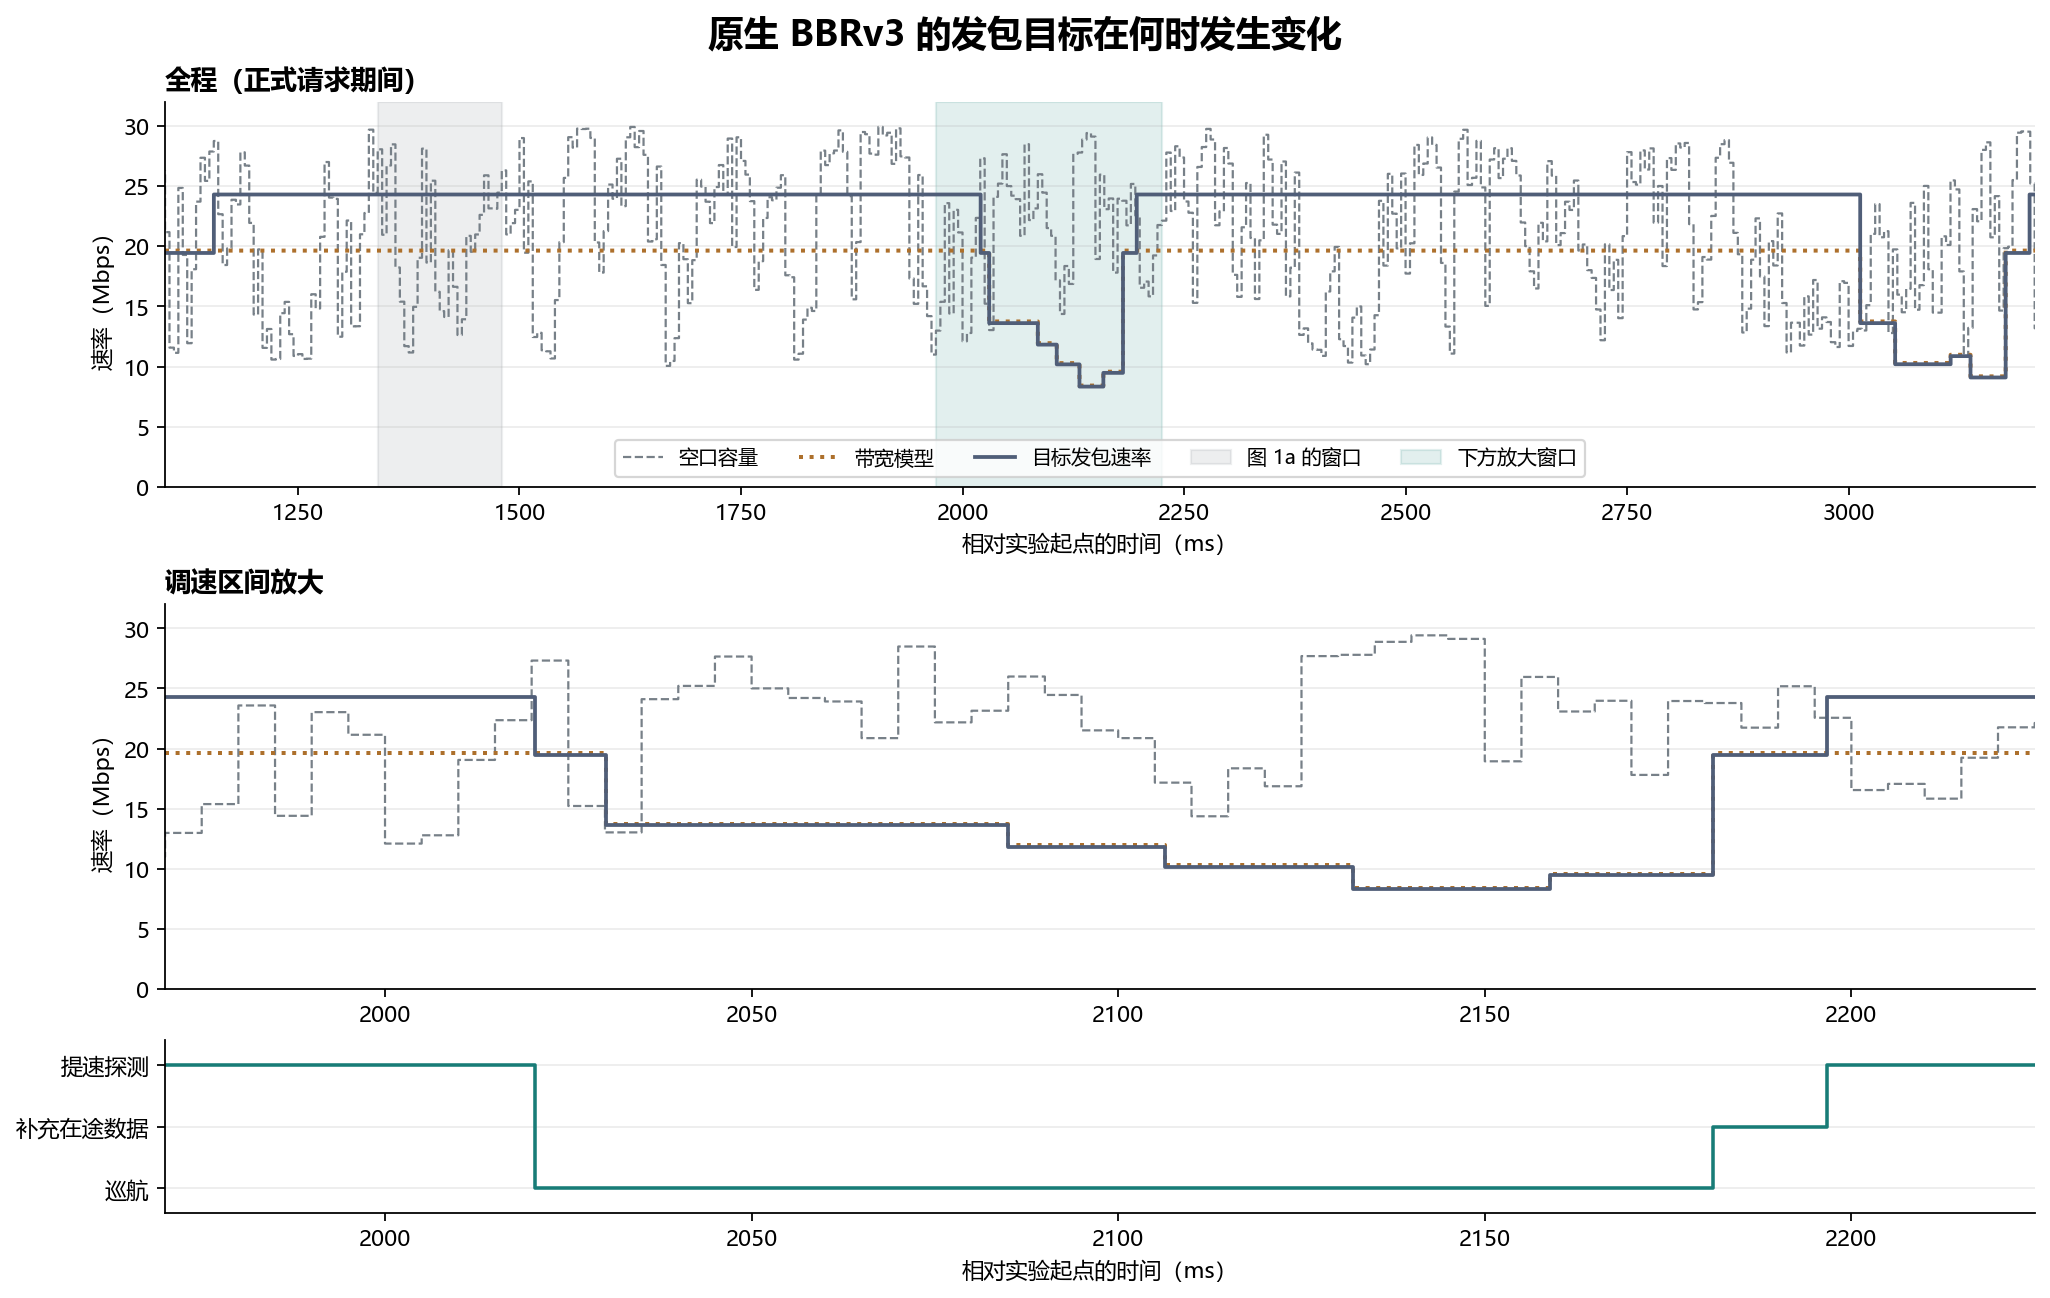 原生 BBRv3 的发包目标在何时发生变化
全程（正式请求期间）
速率（Mbps）
30
25
20
15
10
5
0
空口容量 带宽模型 目标发包速率 图 1a 的窗口 下方放大窗口
1250 1500 1750 2000 2250 2500 2750 3000
相对实验起点的时间（ms）
调速区间放大
速率（Mbps）
30
25
20
15
10
5
0
2000 2050 2100 2150 2200
提速探测
补充在途数据
巡航
2000 2050 2100 2150 2200
相对实验起点的时间（ms）